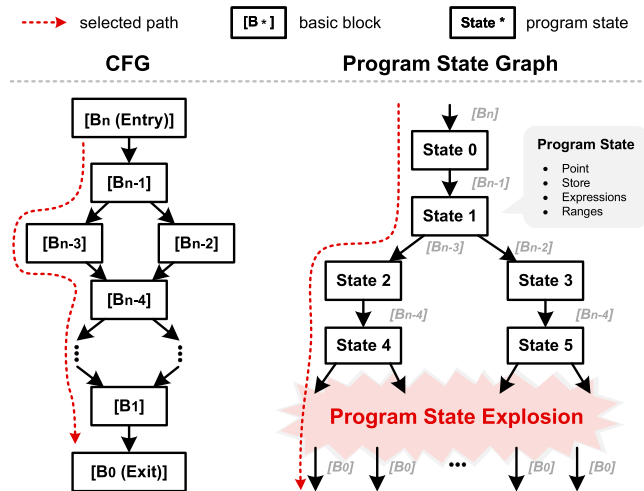 selected path
[B*] basic block
State * program state
CFG
Program State Graph
[Bn (Entry)]
[Bn-1]
[Bn-3]
[Bn-2]
[Bn-4]
[B1]
[B0 (Exit)]
[Bn]
State 0
[Bn-1]
State 1
[Bn-3]
[Bn-2]
State 2
State 3
[Bn-4]
[Bn-4]
State 4
State 5
Program State Explosion
[B0]
[B0]
...
[B0]
[B0]
Program State
• Point
• Store
• Expressions
• Ranges